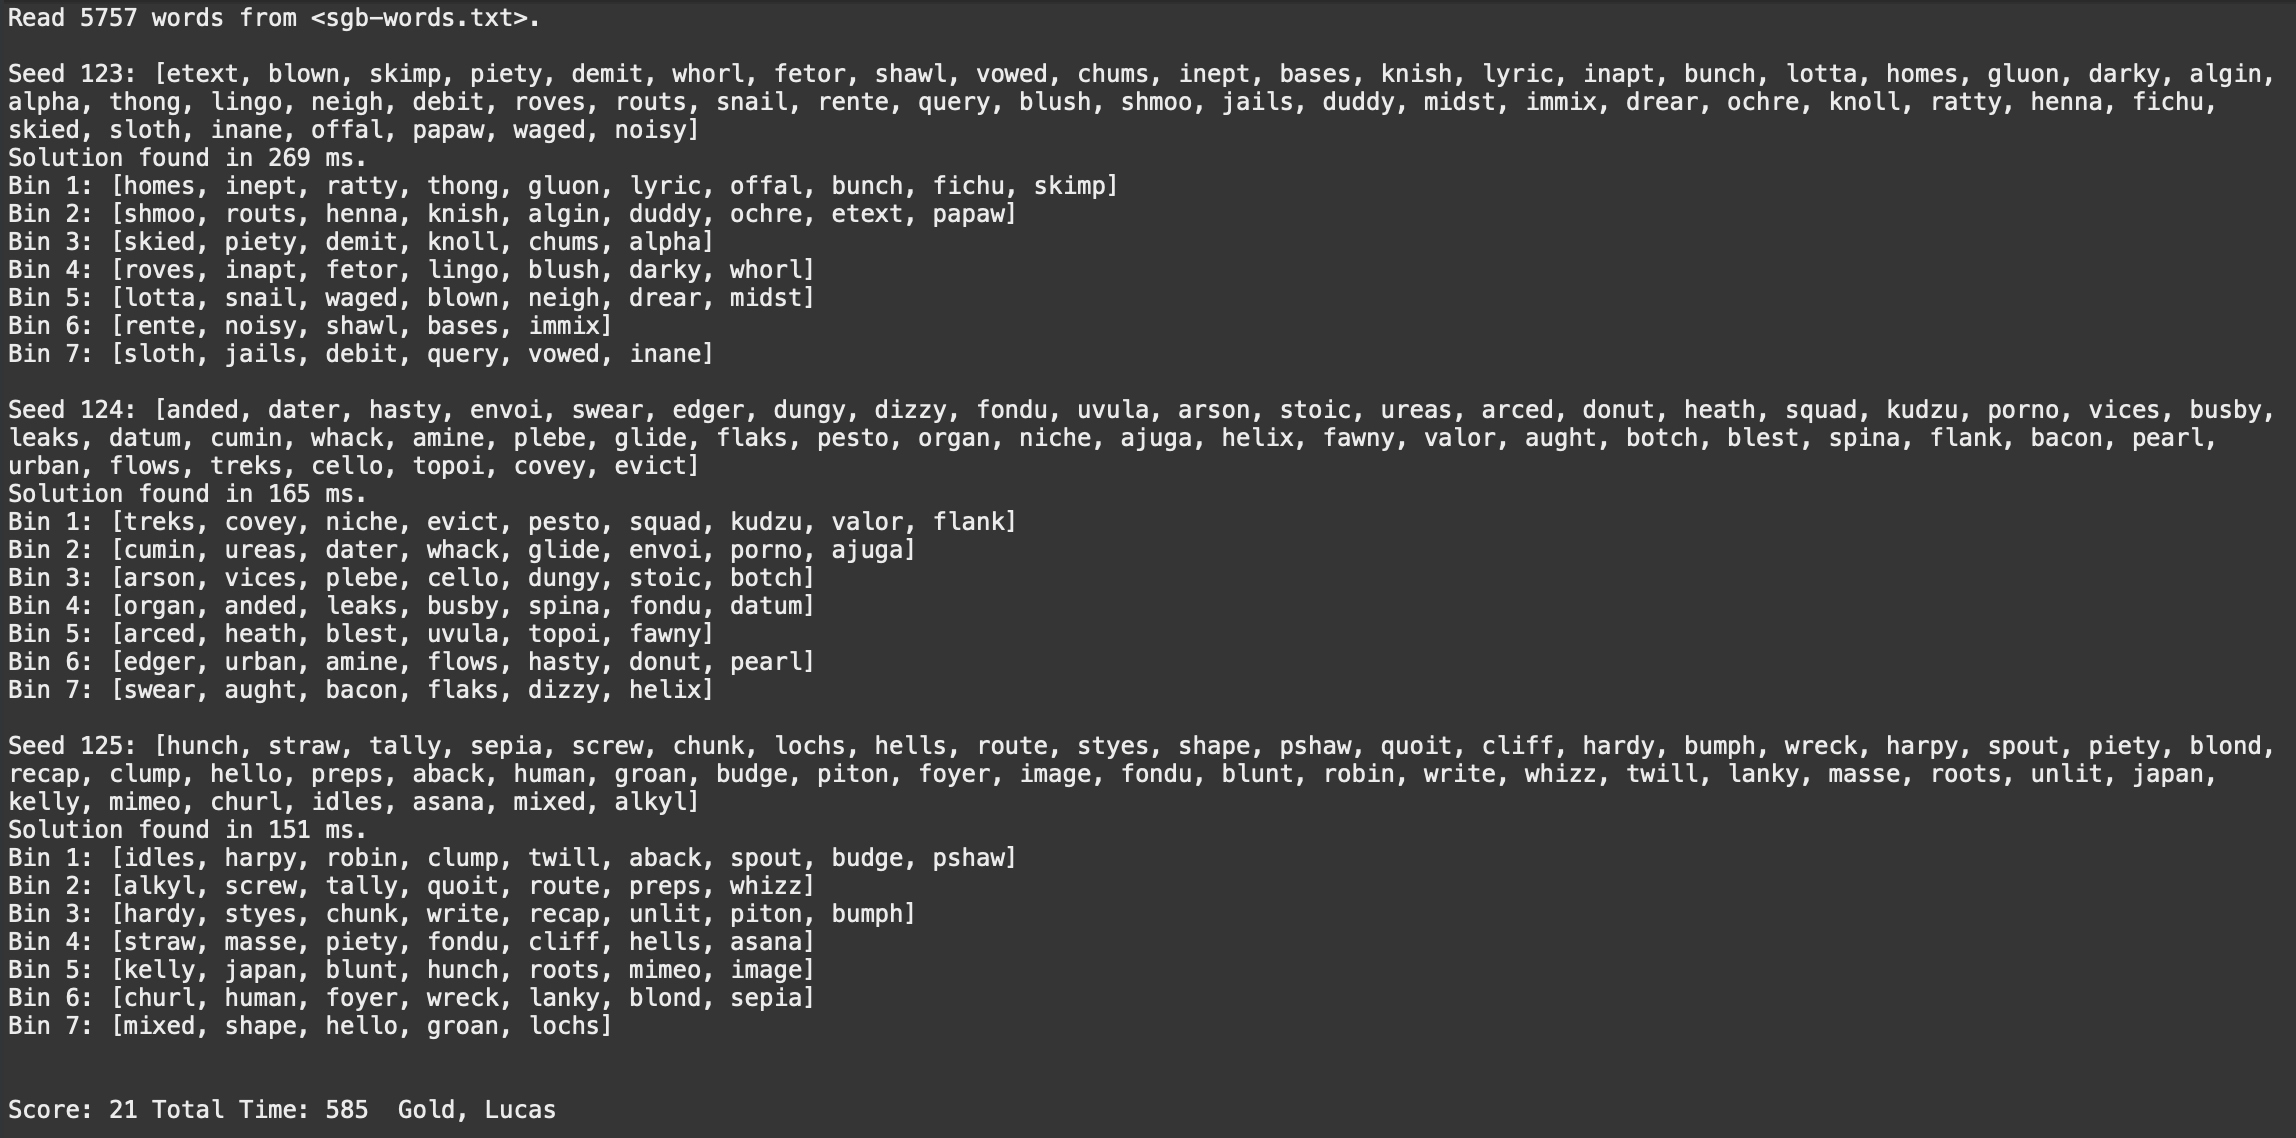 Read 5757 words from <sgb-words.txt>.
Seed 123: [etext, blown, skimp, piety, demit, whorl, fetor, shawl, vowed, chums, inept, bases, knish, lyric, inapt, bunch, lotta, homes, gluon, darky, algin,
alpha, thong, lingo, neigh, debit, roves, routs, snail, rente, query, blush, shmoo, jails, duddy, midst, immix, drear, ochre, knoll, ratty, henna, fichu,
skied, sloth, inane, offal, papaw, waged, noisy]
Solution found in 269 ms.
Bin 1: [homes, inept, ratty, thong, gluon, lyric, offal, bunch, fichu, skimp]
Bin 2: [shmoo, routs, henna, knish, algin, duddy, ochre, etext, papaw]
Bin 3: [skied, piety, demit, knoll, chums, alpha]
Bin 4: [roves, inapt, fetor, lingo, blush, darky, whorl]
Bin 5: [lotta, snail, waged, blown, neigh, drear, midst]
Bin 6: [rente, noisy, shawl, bases, immix]
Bin 7: [sloth, jails, debit, query, vowed, inane]
Seed 124: [anded, dater, hasty, envoi, swear, edger, dungy, dizzy, fondu, uvula, arson, stoic, ureas, arced, donut, heath, squad, kudzu, porno, vices, busby,
leaks, datum, cumin, whack, amine, plebe, glide, flaks, pesto, organ, niche, ajuga, helix, fawny, valor, aught, botch, blest, spina, flank, bacon, pearl,
urban, flows, treks, cello, topoi, covey, evict]
Solution found in 165 ms.
Bin 1: [treks, covey, niche, evict, pesto, squad, kudzu, valor, flank]
Bin 2: [cumin, ureas, dater, whack, glide, envoi, porno, ajuga]
Bin 3: [arson, vices, plebe, cello, dungy, stoic, botch]
Bin 4: [organ, anded, leaks, busby, spina, fondu, datum]
Bin 5: [arced, heath, blest, uvula, topoi, fawny]
Bin 6: [edger, urban, amine, flows, hasty, donut, pearl]
Bin 7: [swear, aught, bacon, flaks, dizzy, helix]
Seed 125: [hunch, straw, tally, sepia, screw, chunk, lochs, hells, route, styes, shape, pshaw, quoit, cliff, hardy, bumph, wreck, harpy, spout, piety, blond,
recap, clump, hello, preps, aback, human, groan, budge, piton, foyer, image, fondu, blunt, robin, write, whizz, twill, lanky, masse, roots, unlit, japan,
kelly, mimeo, churl, idles, asana, mixed, alkyl]
Solution found in 151 ms.
Bin 1: [idles, harpy, robin, clump, twill, aback, spout, budge, pshaw]
Bin 2: [alkyl, screw, tally, quoit, route, preps, whizz]
Bin 3: [hardy, styes, chunk, write, recap, unlit, piton, bumph]
Bin 4: [straw, masse, piety, fondu, cliff, hells, asana]
Bin 5: [kelly, japan, blunt, hunch, roots, mimeo, image]
Bin 6: [churl, human, foyer, wreck, lanky, blond, sepia]
Bin 7: [mixed, shape, hello, groan, lochs]
Score: 21 Total Time: 585  Gold, Lucas